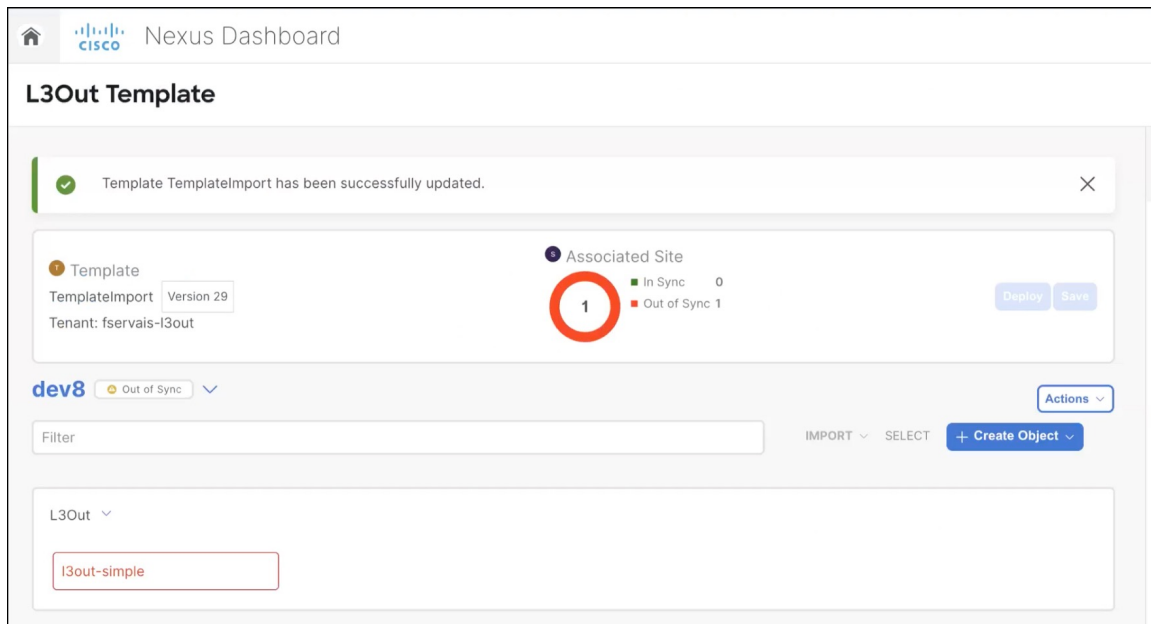 CISCO Nexus Dashboard
L3Out Template
Template TemplateImport has been successfully updated.
T Template
TemplateImport Version 29
Tenant: fservais-l3out
S Associated Site
1
In Sync 0
Out of Sync 1
Deploy Save
dev8 Out of Sync
Actions
Filter
IMPORT SELECT + Create Object
L3Out
l3out-simple